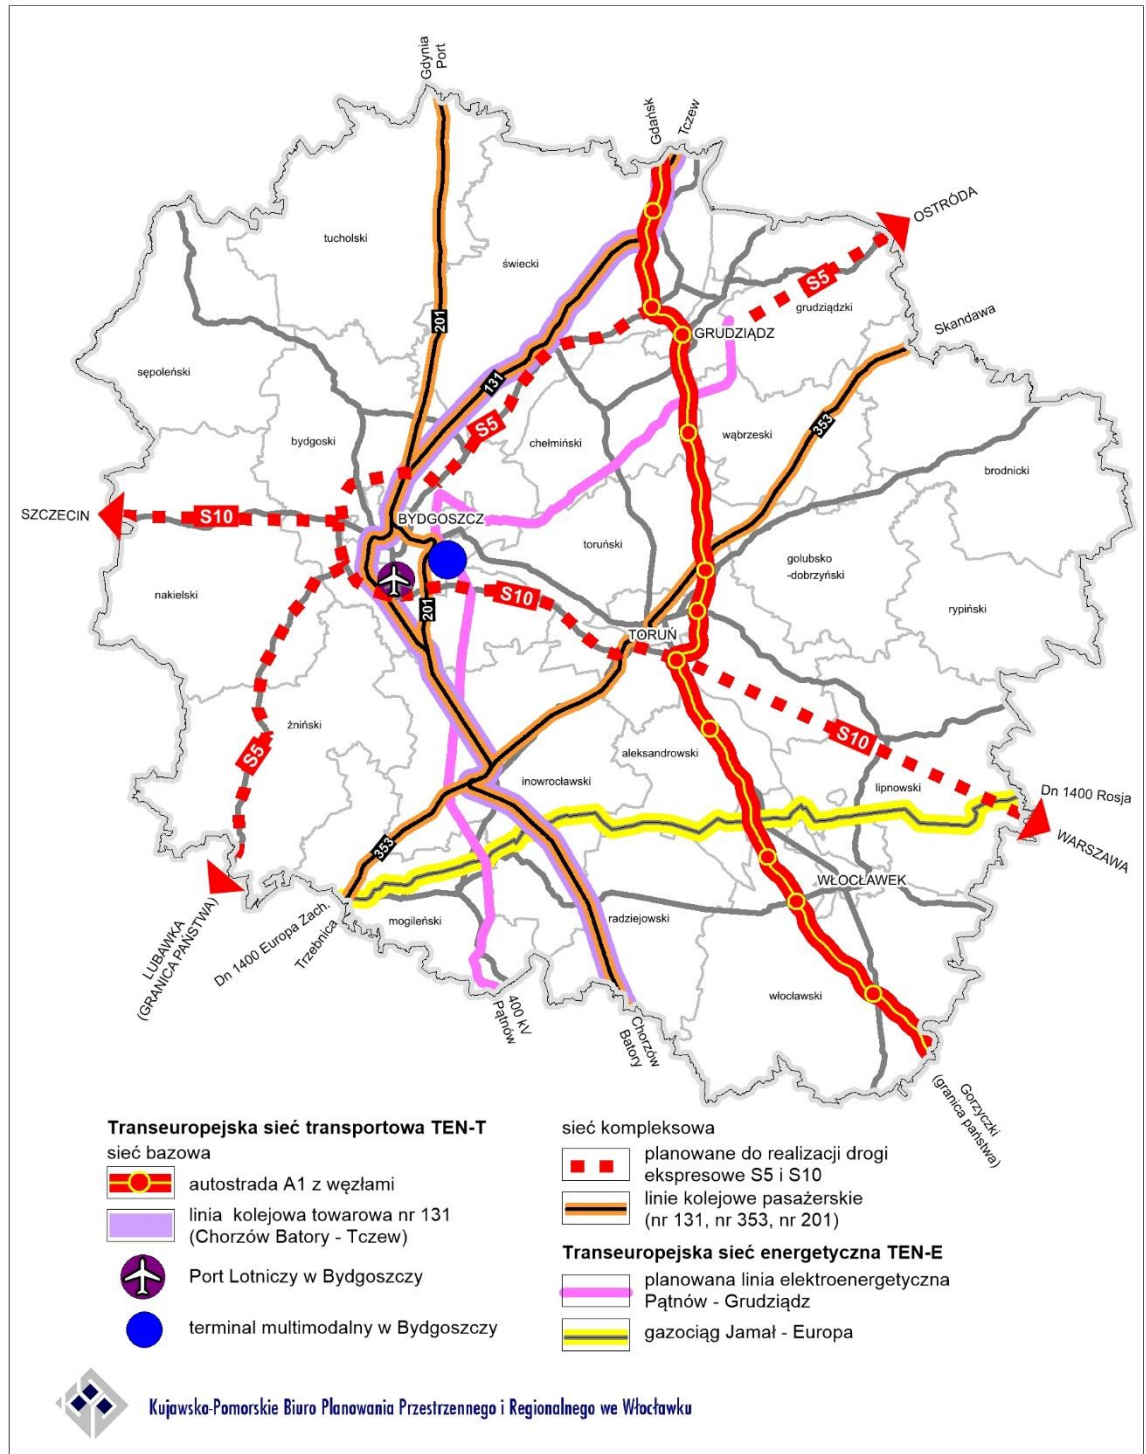 Gdynia
Port
Gdańsk
Tczew
OSTRÓDA
tucholski
świecki
S5
grudziądzki
201
GRUDZIĄDZ
Skandawa
sępoleński
131
S5
353
bydgoski
chełmiński
wąbrzeski
brodnicki
SZCZECIN
S10
BYDGOSZCZ
toruński
golubsko
-dobrzyński
nakielski
201
S10
rypiński
TORUŃ
żniński
S5
aleksandrowski
S10
inowrocławski
lipnowski
Dn 1400 Rosja
353
WARSZAWA
WŁOCŁAWEK
LUBAWKA
(GRANICA PAŃSTWA)
Dn 1400 Europa Zach.
Trzebnica
mogileński
radziejowski
400 kV
Pątnów
Chorzów
Batory
włocławski
Gorzyczki
(granica państwa)
Transeuropejska sieć transportowa TEN-T
sieć bazowa
autostrada A1 z węzłami
linia kolejowa towarowa nr 131
(Chorzów Batory - Tczew)
Port Lotniczy w Bydgoszczy
terminal multimodalny w Bydgoszczy
sieć kompleksowa
planowane do realizacji drogi
ekspresowe S5 i S10
linie kolejowe pasażerskie
(nr 131, nr 353, nr 201)
Transeuropejska sieć energetyczna TEN-E
planowana linia elektroenergetyczna
Pątnów - Grudziądz
gazociąg Jamał - Europa
Kujawsko-Pomorskie Biuro Planowania Przestrzennego i Regionalnego we Włocławku